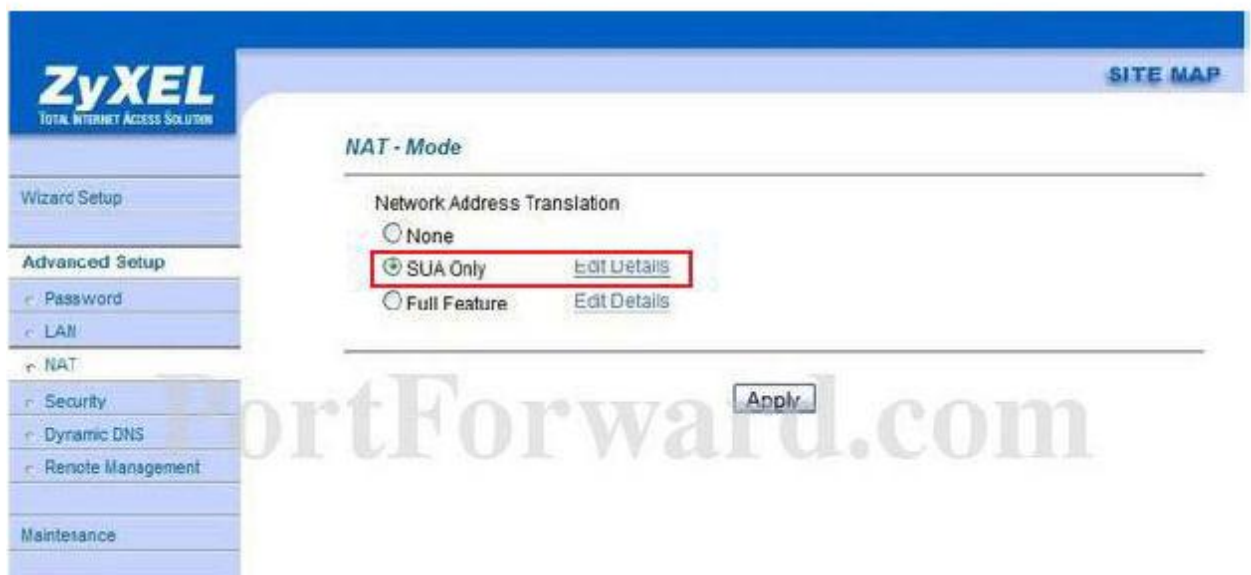 ZyXEL
TOTAL INTERNET ACCESS SOLUTION
SITE MAP
Wizard Setup
Advanced Setup
Password
LAN
NAT
Security
Dynamic DNS
Remote Management
Maintenance
NAT - Mode
Network Address Translation
None
SUA Only Edit Details
Full Feature Edit Details
Apply
PortForward.com